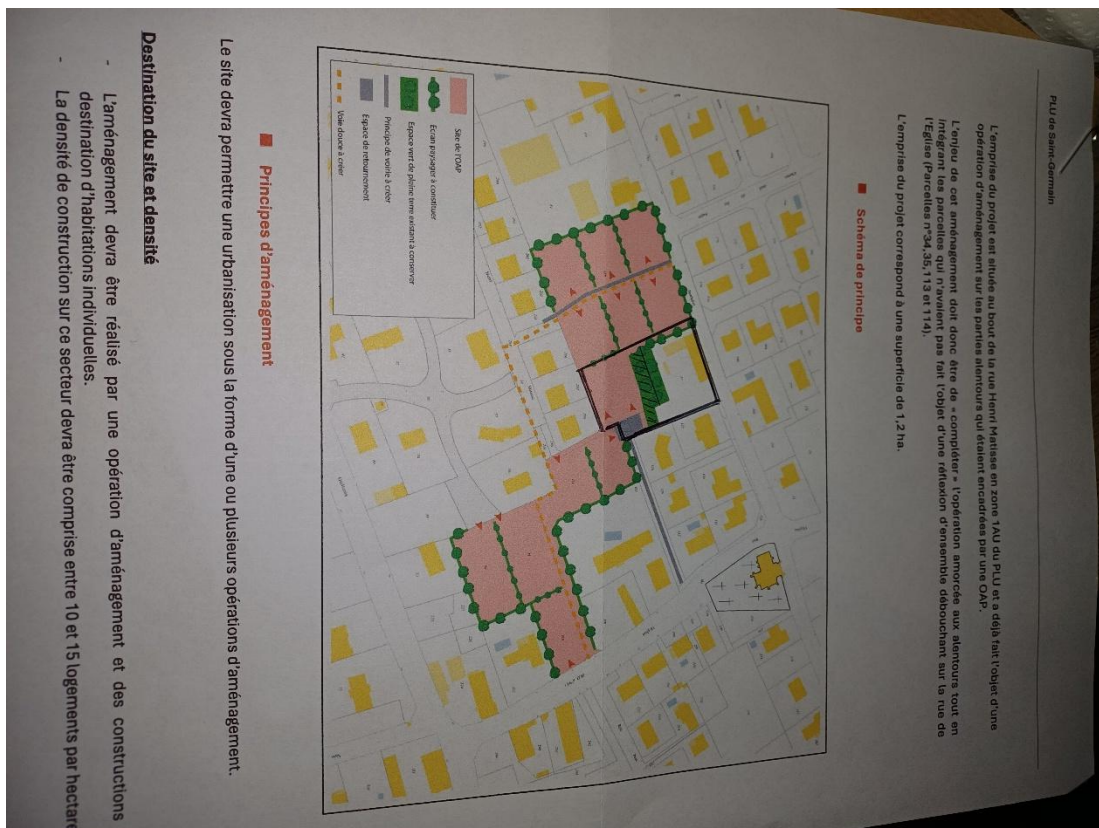 PLU de Saint-Germain
L'emprise du projet est située au bout de la rue Henri Matisse en zone 1AU du PLU et a déjà fait l'objet d'une
opération d'aménagement sur les parties alentours qui étaient encadrées par une OAP.
L'enjeu de cet aménagement doit donc être de « compléter » l'opération amorcée aux alentours tout en
intégrant les parcelles qui n'avaient pas fait l'objet d'une réflexion d'ensemble débouchant sur la rue de
l'Eglise (Parcelles n°34,35,113 et 114).
L'emprise du projet correspond à une superficie de 1,2 ha.
Schéma de principe
Site de l'OAP
Ecran paysager à constituer
Espace vert de pleine terre existant à conserver
Principe de voirie à créer
Espace de retournement
Voie douce à créer
Principes d'aménagement
Le site devra permettre une urbanisation sous la forme d'une ou plusieurs opérations d'aménagement.
Destination du site et densité
- L'aménagement devra être réalisé par une opération d'aménagement et des constructions
destination d'habitations individuelles.
- La densité de construction sur ce secteur devra être comprise entre 10 et 15 logements par hectare